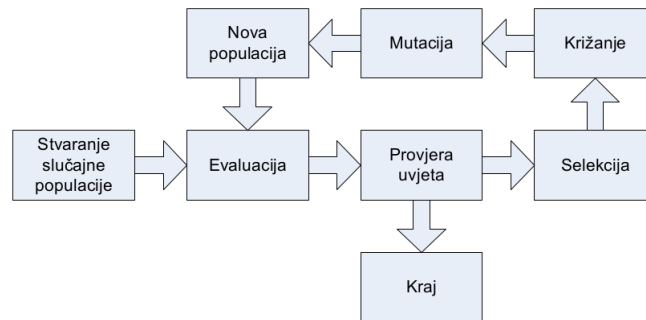 Nova
populacija
Mutacija
Križanje
Stvaranje
slučajne
populacije
Evaluacija
Provjera
uvjeta
Selekcija
Kraj